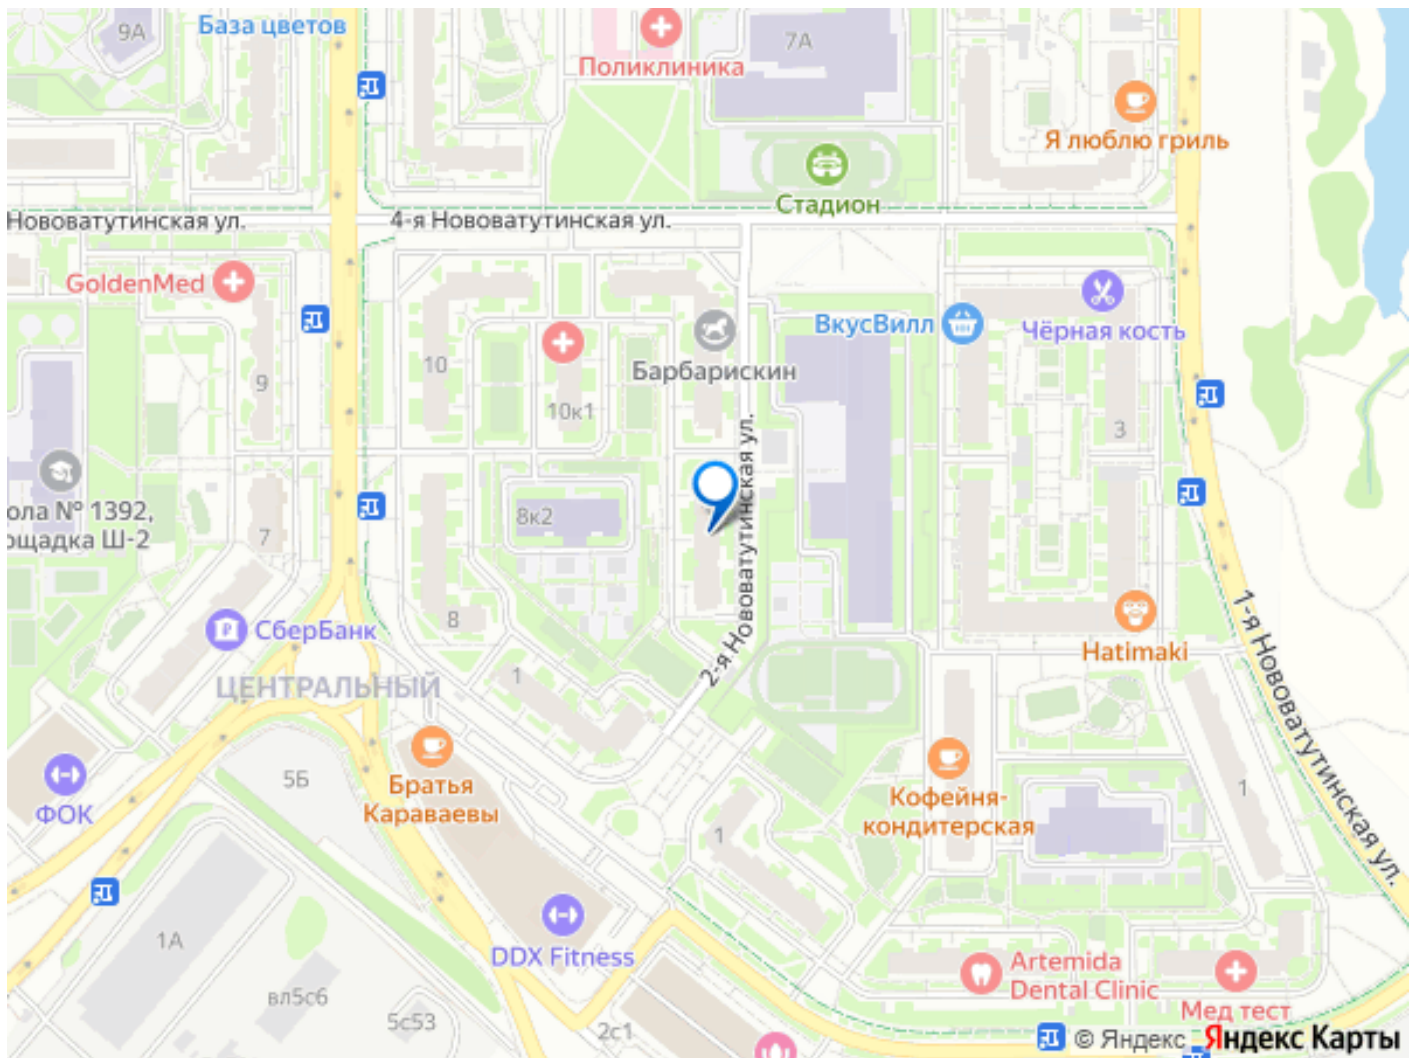 База цветов
9А
7А
Поликлиника
Я люблю гриль
Стадион
Нововатутинская ул.
4-я Нововатутинская ул.
GoldenMed
ВкусВилл
Чёрная кость
Барбарискин
10
9
10к1
3
2-я Нововатутинская ул.
ола № 1392,
ощадка Ш-2
8к2
7
8
СберБанк
Hatimaki
1-я Нововатутинская ул.
ЦЕНТРАЛЬНЫЙ
1
5Б
Братья
Караваевы
ФОК
Кофейня-
кондитерская
1
1
1А
DDX Fitness
Artemida
Dental Clinic
вл5с6
5с53
2с1
Мед тест
© Яндекс Яндекс Карты